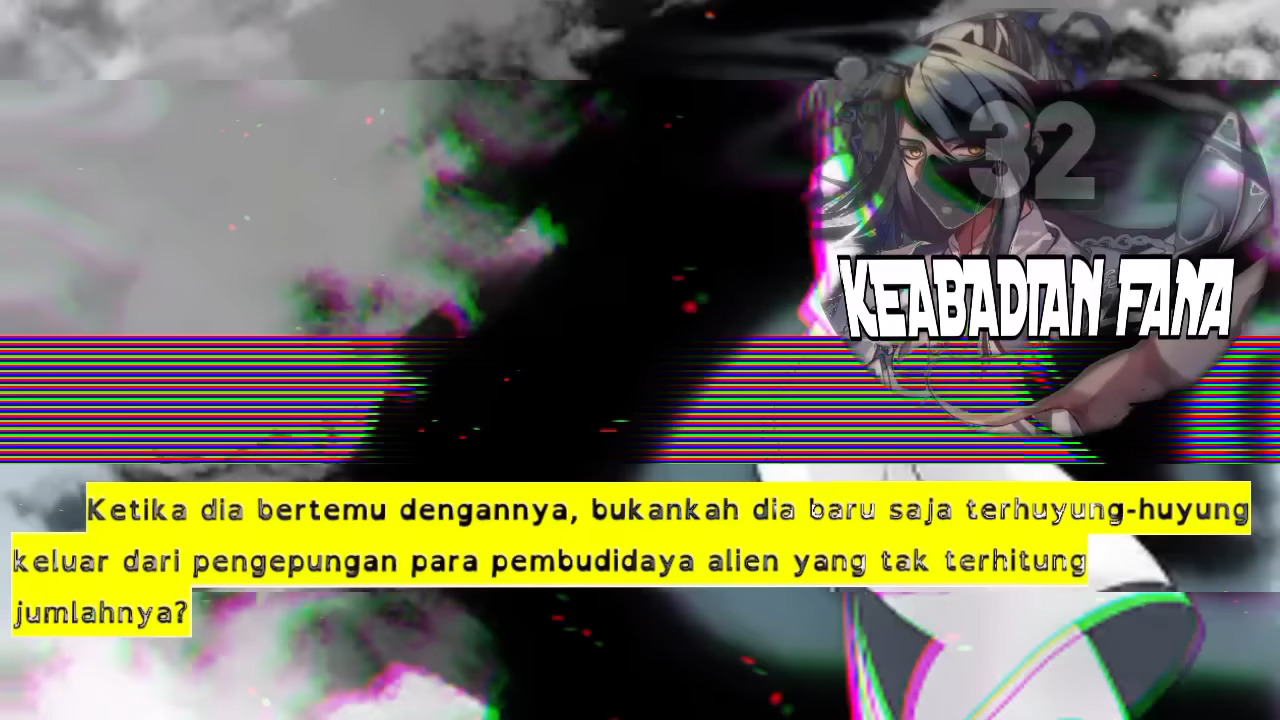 32
KEABADIAN FANA
Ketika dia bertemu dengannya, bukankah dia baru saja terhuyung-huyung
keluar dari pengepungan para pembudidaya alien yang tak terhitung
jumlahnya?